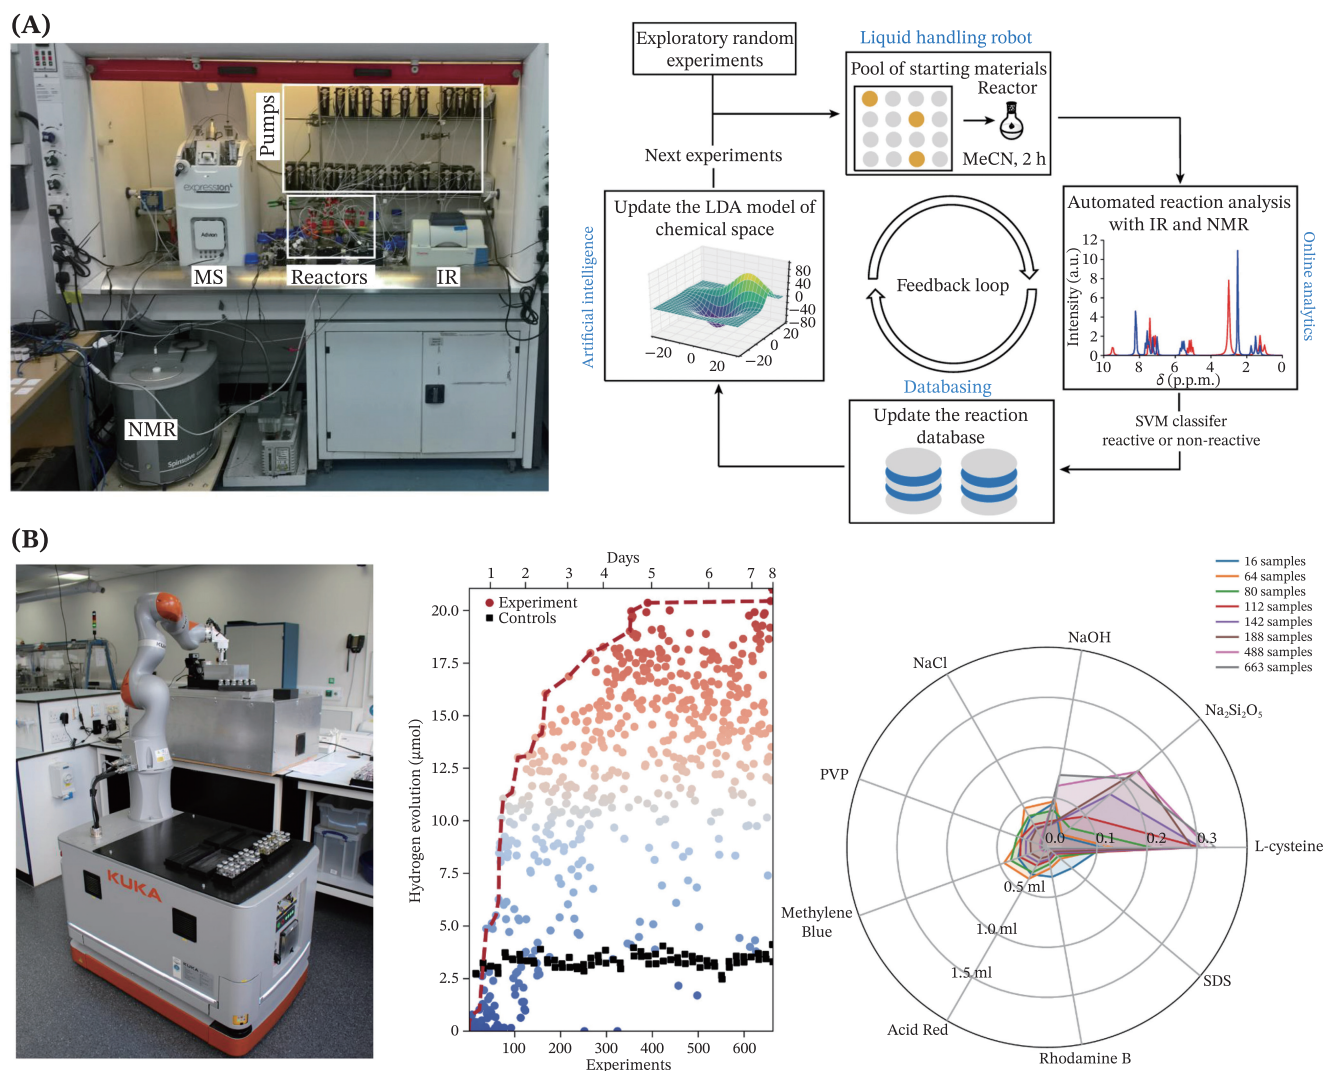 (A)
Pumps
expression
Advion
MS
Reactors
IR
NMR
Spinsolve
Exploratory random
experiments
Next experiments
Liquid handling robot
Pool of starting materials
Reactor
MeCN, 2 h
Update the LDA model of
chemical space
80
40
0
−40
−80
−20
0
20
−20
0
20
Artificial intelligence
Feedback loop
Automated reaction analysis
with IR and NMR
Intensity (a.u.)
12
10
8
6
4
2
0
10
8
6
4
2
0
δ (p.p.m.)
Online analytics
SVM classifer
reactive or non-reactive
Databasing
Update the reaction
database
(B)
KUKA
KUKA
Days
1 2 3 4 5 6 7 8
Experiment
Controls
Hydrogen evolution (μmol)
20.0
17.5
15.0
12.5
10.0
7.5
5.0
2.5
0
100 200 300 400 500 600
Experiments
16 samples
64 samples
80 samples
112 samples
142 samples
188 samples
488 samples
663 samples
NaOH
NaCl
Na₂Si₂O₅
PVP
0.0 0.1 0.2 0.3
L-cysteine
0.5 ml
Methylene
Blue
1.0 ml
1.5 ml
SDS
Acid Red
Rhodamine B